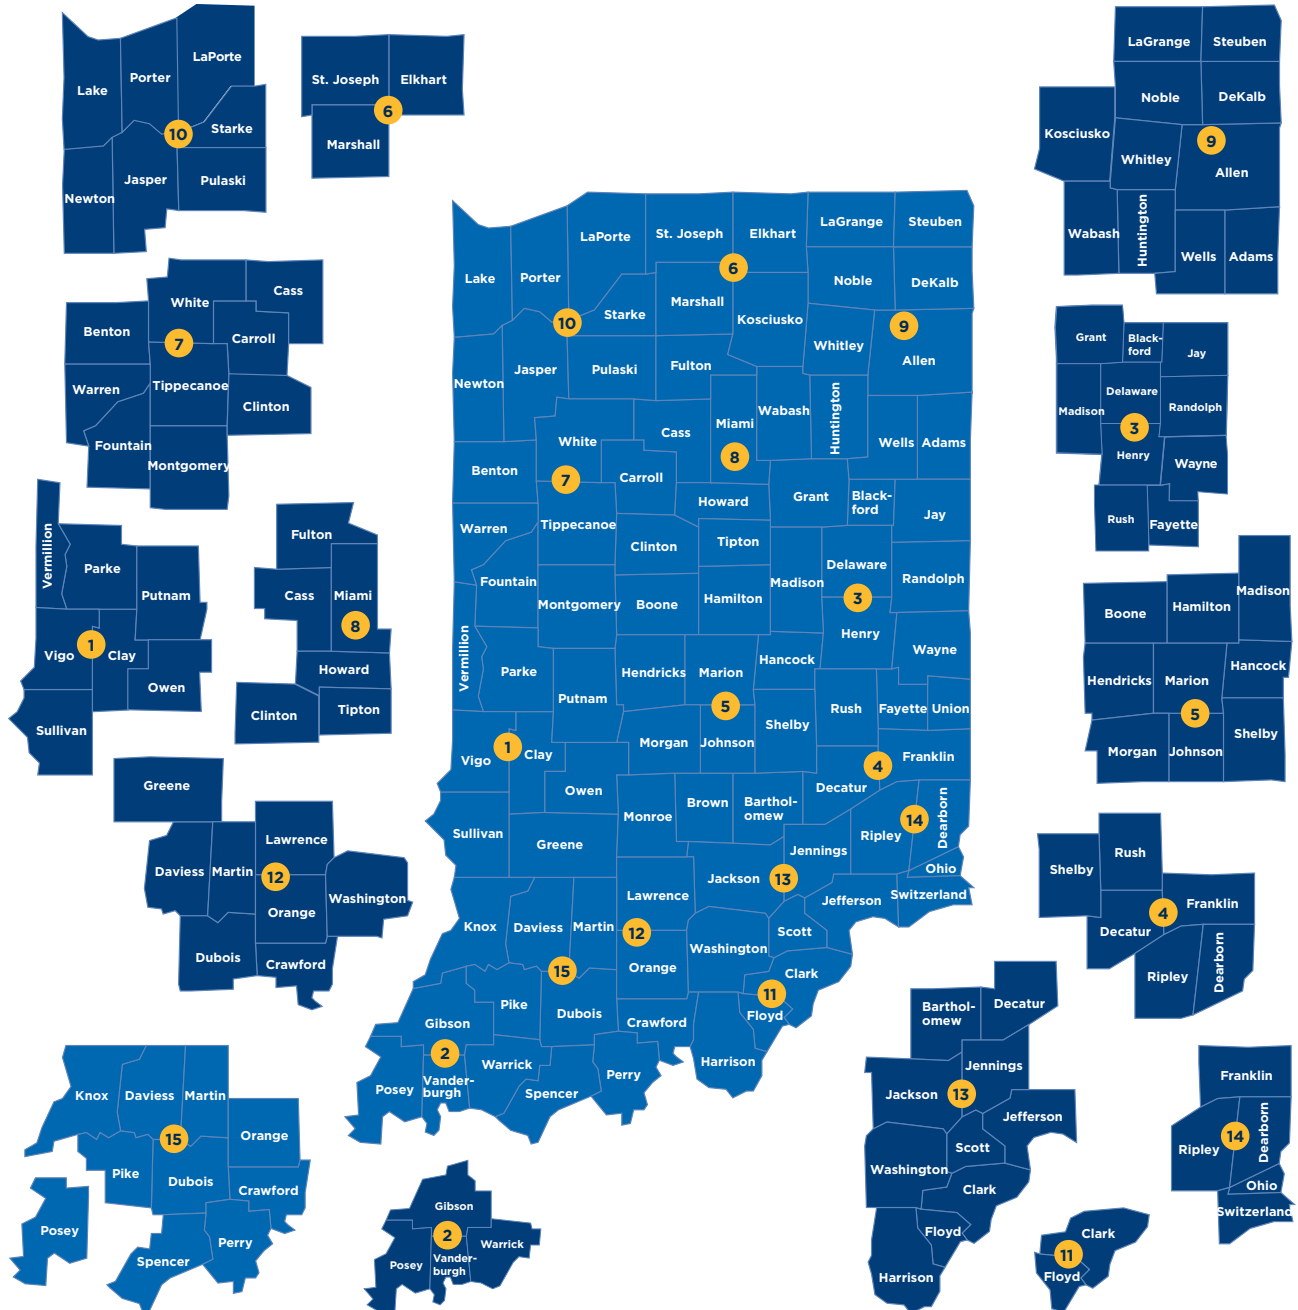 LaPorte
Porter
Lake
10
Starke
Jasper
Pulaski
Newton
St. Joseph
Elkhart
6
Marshall
LaGrange
Steuben
Noble
DeKalb
Kosciusko
9
Whitley
Allen
Huntington
Wabash
Wells
Adams
White
Cass
Benton
7
Carroll
Warren
Tippecanoe
Clinton
Fountain
Montgomery
Grant
Black-
ford
Jay
Madison
Delaware
Randolph
3
Henry
Wayne
Rush
Fayette
Vermillion
Parke
Putnam
1
Vigo
Clay
Owen
Sullivan
Fulton
Cass
Miami
8
Howard
Clinton
Tipton
Madison
Boone
Hamilton
Hendricks
Marion
Hancock
5
Morgan
Johnson
Shelby
LaPorte
St. Joseph
Elkhart
LaGrange
Steuben
Lake
Porter
6
Noble
DeKalb
Marshall
Starke
10
Kosciusko
9
Whitley
Allen
Newton
Jasper
Pulaski
Fulton
Miami
Wabash
Huntington
White
Cass
Wells
Adams
Benton
7
Carroll
8
Howard
Grant
Black-
ford
Jay
Warren
Tippecanoe
Clinton
Tipton
Fountain
Madison
Delaware
Randolph
Montgomery
Boone
Hamilton
3
Henry
Vermillion
Parke
Hendricks
Marion
Hancock
Wayne
Putnam
5
Rush
Fayette
Union
Shelby
Morgan
Johnson
1
Vigo
Clay
4
Franklin
Owen
Decatur
Monroe
Brown
Barthol-
omew
Dearborn
Sullivan
Greene
14
Ripley
Jennings
Ohio
Jackson
13
Lawrence
Jefferson
Switzerland
Knox
Daviess
Martin
12
Scott
Washington
15
Orange
Clark
11
Pike
Dubois
Floyd
Gibson
Crawford
2
Warrick
Harrison
Posey
Vander-
burgh
Spencer
Perry
Greene
Lawrence
Daviess
Martin
12
Washington
Orange
Dubois
Crawford
Rush
Shelby
Franklin
4
Decatur
Ripley
Dearborn
Knox
Daviess
Martin
15
Orange
Pike
Dubois
Crawford
Posey
Perry
Spencer
Gibson
2
Warrick
Posey
Vander-
burgh
Barthol-
omew
Decatur
Jennings
Jackson
13
Jefferson
Scott
Washington
Clark
Floyd
Harrison
Clark
11
Floyd
Franklin
Dearborn
14
Ripley
Ohio
Switzerland